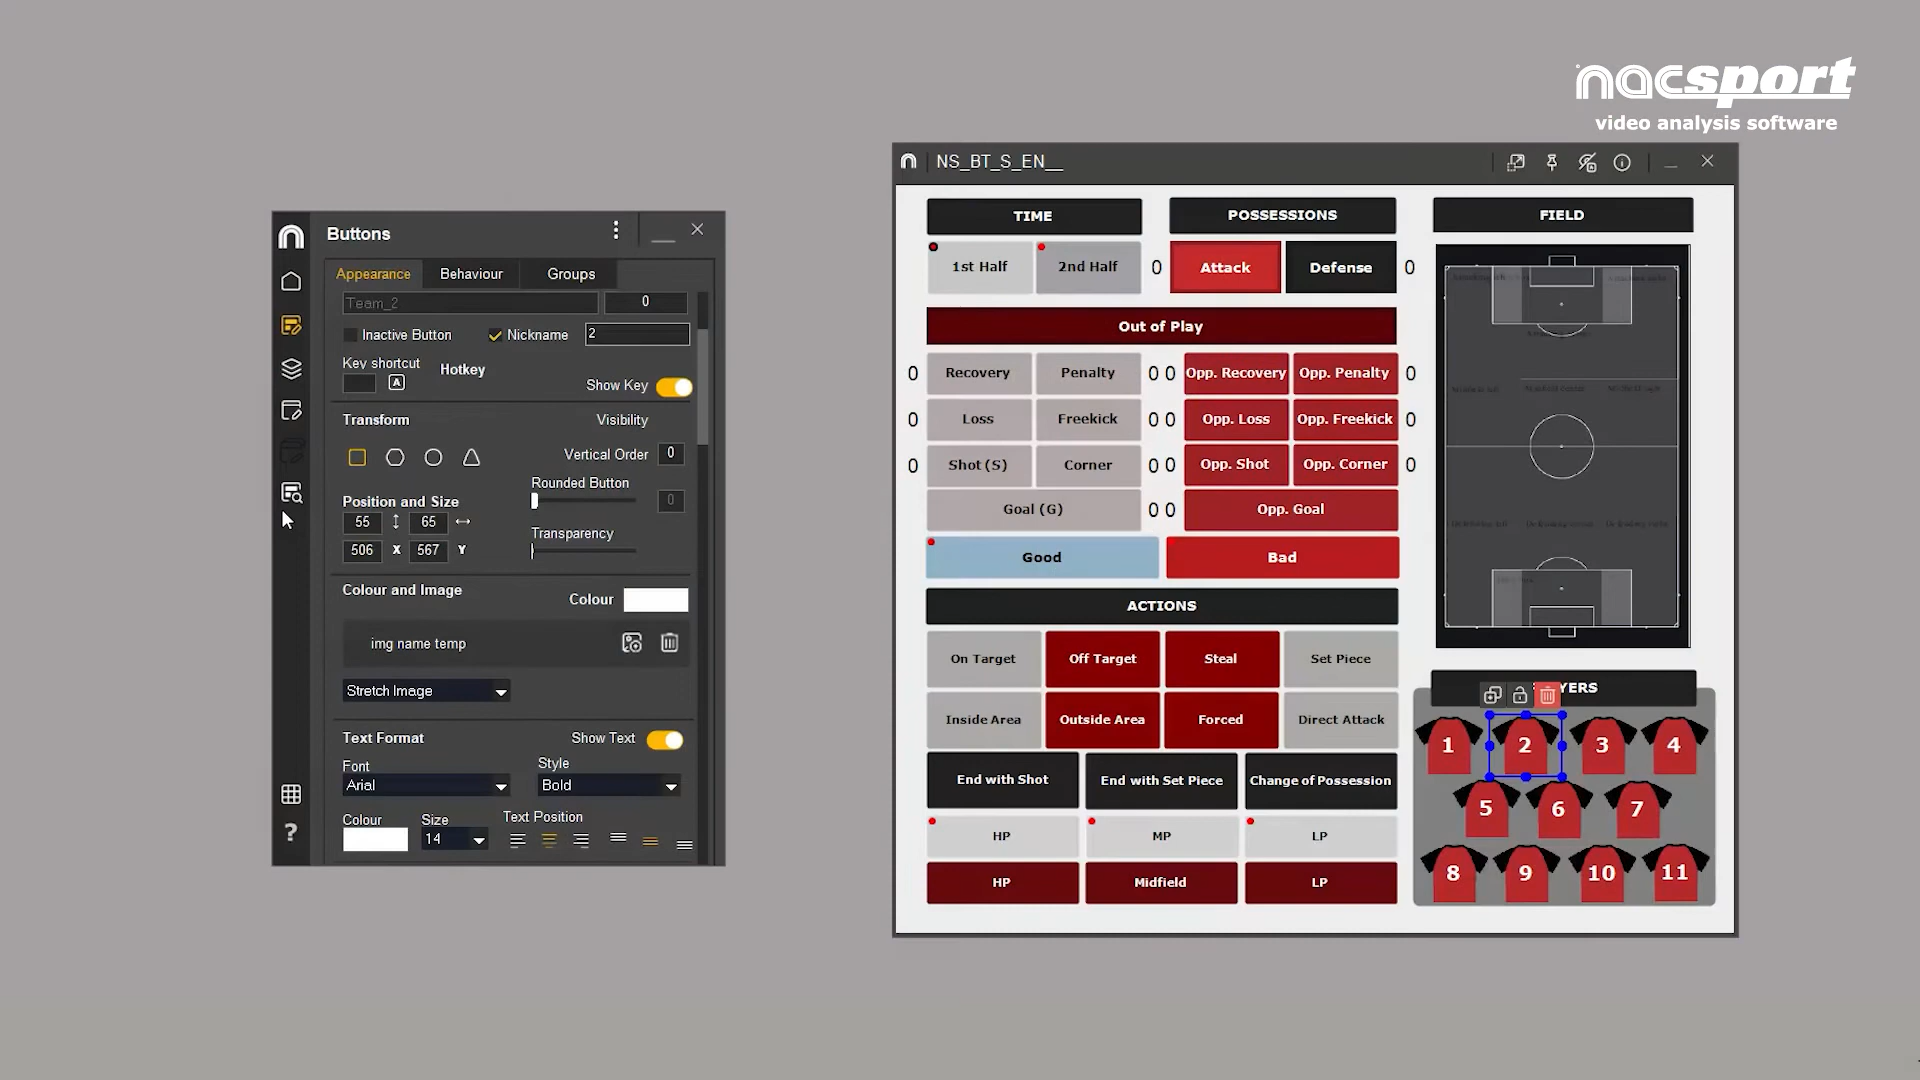 nacsport
video analysis software
Buttons
Appearance Behaviour Groups
Team_2 0
Inactive Button Nickname 2
Key shortcut Hotkey
A
Show Key
Transform Visibility
Vertical Order 0
Rounded Button
0
Position and Size
55 65
Transparency
506 X 567 Y
Colour and Image
Colour
img name temp
Stretch Image
Text Format Show Text
Font Style
Arial Bold
Colour Size Text Position
14
?
NS_BT_S_EN__
TIME POSSESSIONS FIELD
1st Half 2nd Half 0 Attack Defense 0
Out of Play
0 Recovery Penalty 0 0 Opp. Recovery Opp. Penalty 0
0 Loss Freekick 0 0 Opp. Loss Opp. Freekick 0
0 Shot (S) Corner 0 0 Opp. Shot Opp. Corner 0
Goal (G) 0 0 Opp. Goal
Good Bad
ACTIONS
On Target Off Target Steal Set Piece
Inside Area Outside Area Forced Direct Attack
End with Shot End with Set Piece Change of Possession
HP MP LP
HP Midfield LP
YERS
1 2 3 4
5 6 7
8 9 10 11